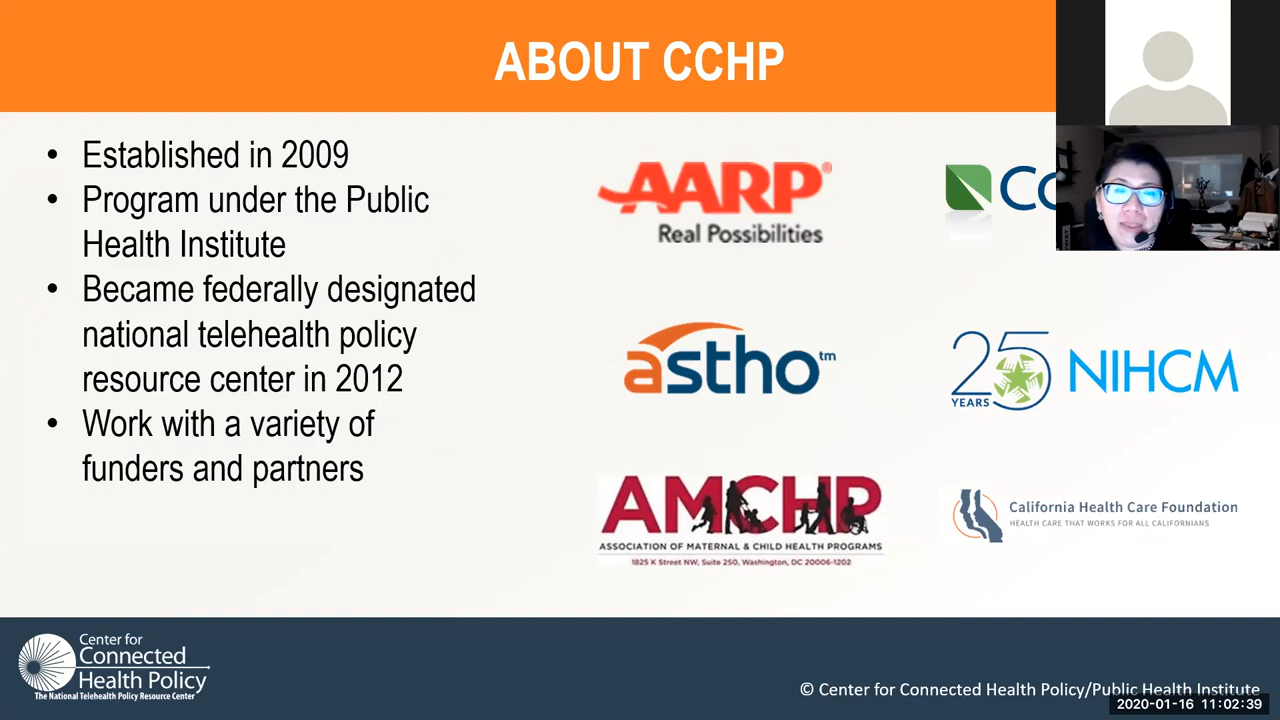 ABOUT CCHP
• Established in 2009
• Program under the Public
Health Institute
• Became federally designated
national telehealth policy
resource center in 2012
• Work with a variety of
funders and partners
AARP®
Real Possibilities
astho™
25
YEARS
NIHCM
AMCHP
ASSOCIATION OF MATERNAL & CHILD HEALTH PROGRAMS
1825 K Street NW, Suite 250, Washington, DC 20006-1202
California Health Care Foundation
HEALTH CARE THAT WORKS FOR ALL CALIFORNIANS
Center for
Connected
Health Policy
The National Telehealth Policy Resource Center
© Center for Connected Health Policy/Public Health Institute
2020-01-16 11:02:39